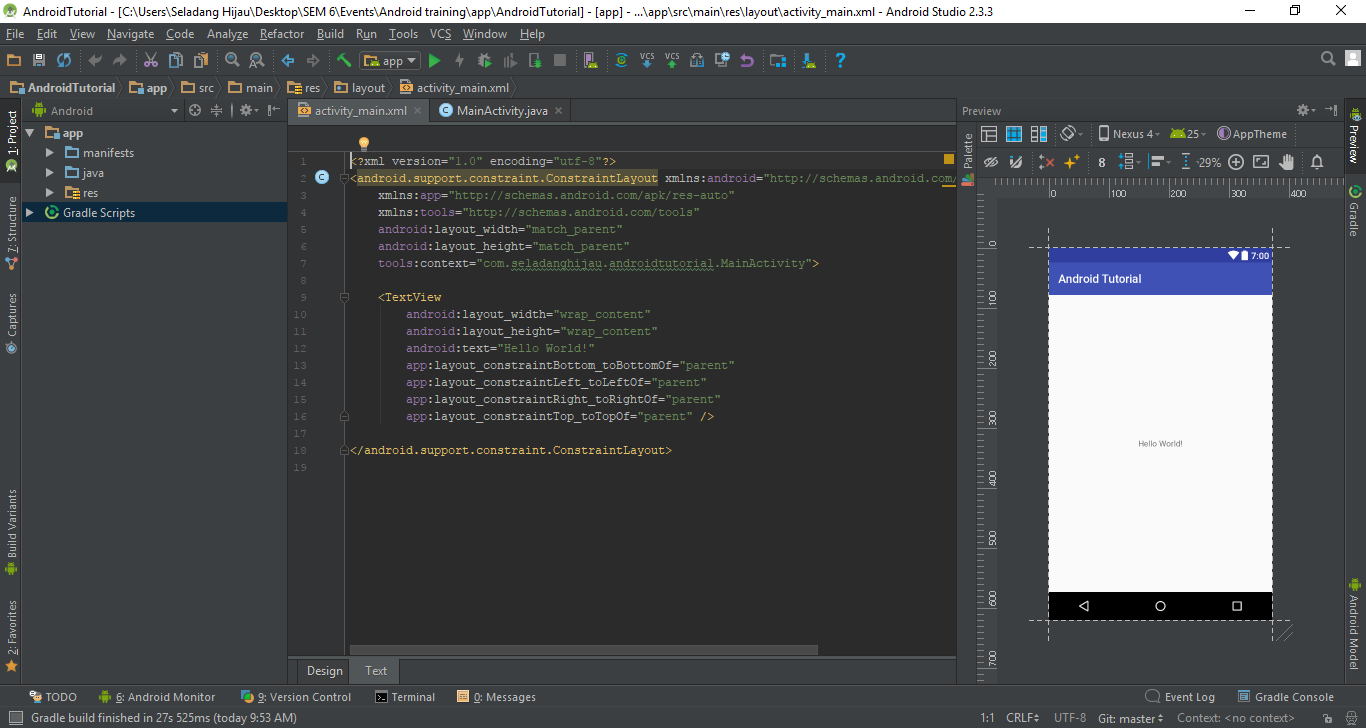 AndroidTutorial - [C:\Users\Seladang Hijau\Desktop\SEM 6\Events\Android training\app\AndroidTutorial] - [app] - ...\app\src\main\res\layout\activity_main.xml - Android Studio 2.3.3
File Edit View Navigate Code Analyze Refactor Build Run Tools VCS Window Help
app VCS VCS ?
AndroidTutorial app src main res layout activity_main.xml
Android
activity_main.xml MainActivity.java
Preview
1: Project
7: Structure
Captures
Build Variants
2: Favorites
app
manifests
java
res
Gradle Scripts
1 <?xml version="1.0" encoding="utf-8"?>
2 <android.support.constraint.ConstraintLayout xmlns:android="http://schemas.android.com/
3 xmlns:app="http://schemas.android.com/apk/res-auto"
4 xmlns:tools="http://schemas.android.com/tools"
5 android:layout_width="match_parent"
6 android:layout_height="match_parent"
7 tools:context="com.seladanghijau.androidtutorial.MainActivity">
8
9 <TextView
10 android:layout_width="wrap_content"
11 android:layout_height="wrap_content"
12 android:text="Hello World!"
13 app:layout_constraintBottom_toBottomOf="parent"
14 app:layout_constraintLeft_toLeftOf="parent"
15 app:layout_constraintRight_toRightOf="parent"
16 app:layout_constraintTop_toTopOf="parent" />
17
18 </android.support.constraint.ConstraintLayout>
19
Design Text
Palette
Nexus 4 25 AppTheme
8 29%
0 100 200 300 400
0
100
200
300
400
500
600
700
7:00
Android Tutorial
Hello World!
Preview
Gradle
Android Model
TODO 6: Android Monitor 9: Version Control Terminal 0: Messages Event Log Gradle Console
Gradle build finished in 27s 525ms (today 9:53 AM) 1:1 CRLF UTF-8 Git: master Context: <no context>